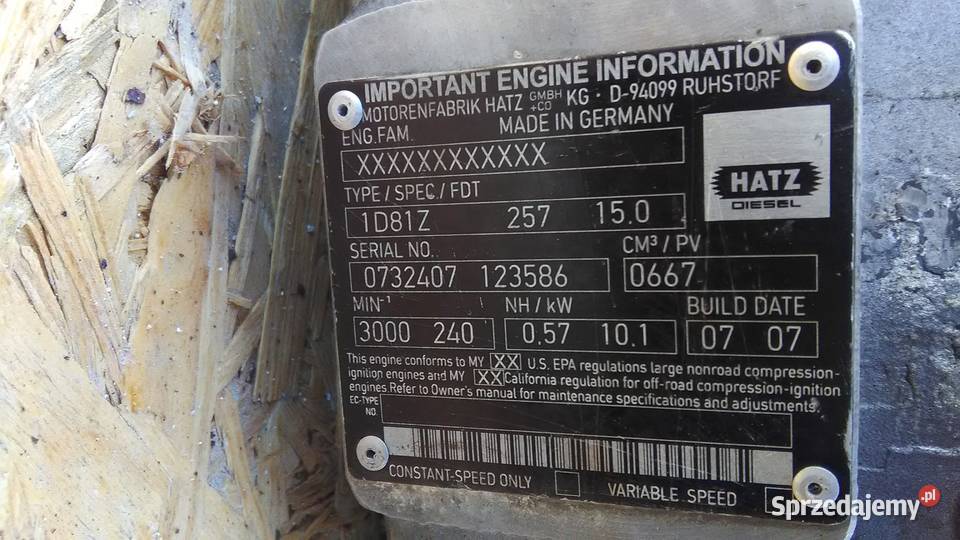 IMPORTANT ENGINE INFORMATION
MOTORENFABRIK HATZ GMBH +CO KG · D-94099 RUHSTORF
ENG.FAM. MADE IN GERMANY
XXXXXXXXXXXX
HATZ
DIESEL
TYPE / SPEC / FDT
1D81Z 257 15.0
SERIAL NO. CM³ / PV
0732407 123586 0667
MIN⁻¹ NH / kW BUILD DATE
3000 240 0.57 10.1 07 07
This engine conforms to MY XX U.S. EPA regulations large nonroad compression-
ignition engines and MY XX California regulation for off-road compression-ignition
engines. Refer to Owner's manual for maintenance specifications and adjustments.
EC-TYPE
NO.
CONSTANT-SPEED ONLY VARIABLE SPEED
Sprzedajemy.pl